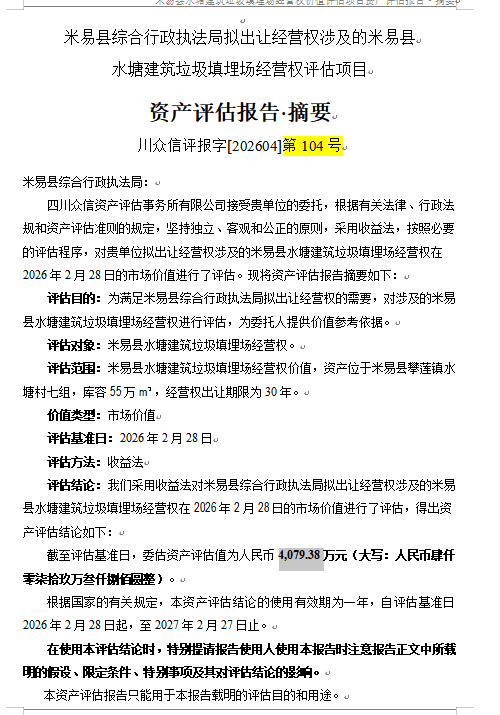 米易县水塘建筑垃圾填埋场经营权价值评估项目资产评估报告·摘要
米易县综合行政执法局拟出让经营权涉及的米易县
水塘建筑垃圾填埋场经营权评估项目
资产评估报告·摘要
川众信评报字[202604]第 104 号
米易县综合行政执法局：
四川众信资产评估事务所有限公司接受贵单位的委托，根据有关法律、行政法
规和资产评估准则的规定，坚持独立、客观和公正的原则，采用收益法，按照必要
的评估程序，对贵单位拟出让经营权涉及的米易县水塘建筑垃圾填埋场经营权在
2026 年 2 月 28 日的市场价值进行了评估。现将资产评估报告摘要如下：
评估目的：为满足米易县综合行政执法局拟出让经营权的需要，对涉及的米易
县水塘建筑垃圾填埋场经营权进行评估，为委托人提供价值参考依据。
评估对象：米易县水塘建筑垃圾填埋场经营权。
评估范围：米易县水塘建筑垃圾填埋场经营权价值，资产位于米易县攀莲镇水
塘村七组，库容 55 万 m³，经营权出让期限为 30 年。
价值类型：市场价值
评估基准日：2026 年 2 月 28 日
评估方法：收益法
评估结论：我们采用收益法对米易县综合行政执法局拟出让经营权涉及的米易
县水塘建筑垃圾填埋场经营权在 2026 年 2 月 28 日的市场价值进行了评估，得出资
产评估结论如下：
截至评估基准日，委估资产评估值为人民币 4,079.38 万元（大写：人民币肆仟
零柒拾玖万叁仟捌佰圆整）。
根据国家的有关规定，本资产评估结论的使用有效期为一年，自评估基准日
2026 年 2 月 28 日起，至 2027 年 2 月 27 日止。
在使用本评估结论时，特别提请报告使用人使用本报告时注意报告正文中所载
明的假设、限定条件、特别事项及其对评估结论的影响。
本资产评估报告只能用于本报告载明的评估目的和用途。